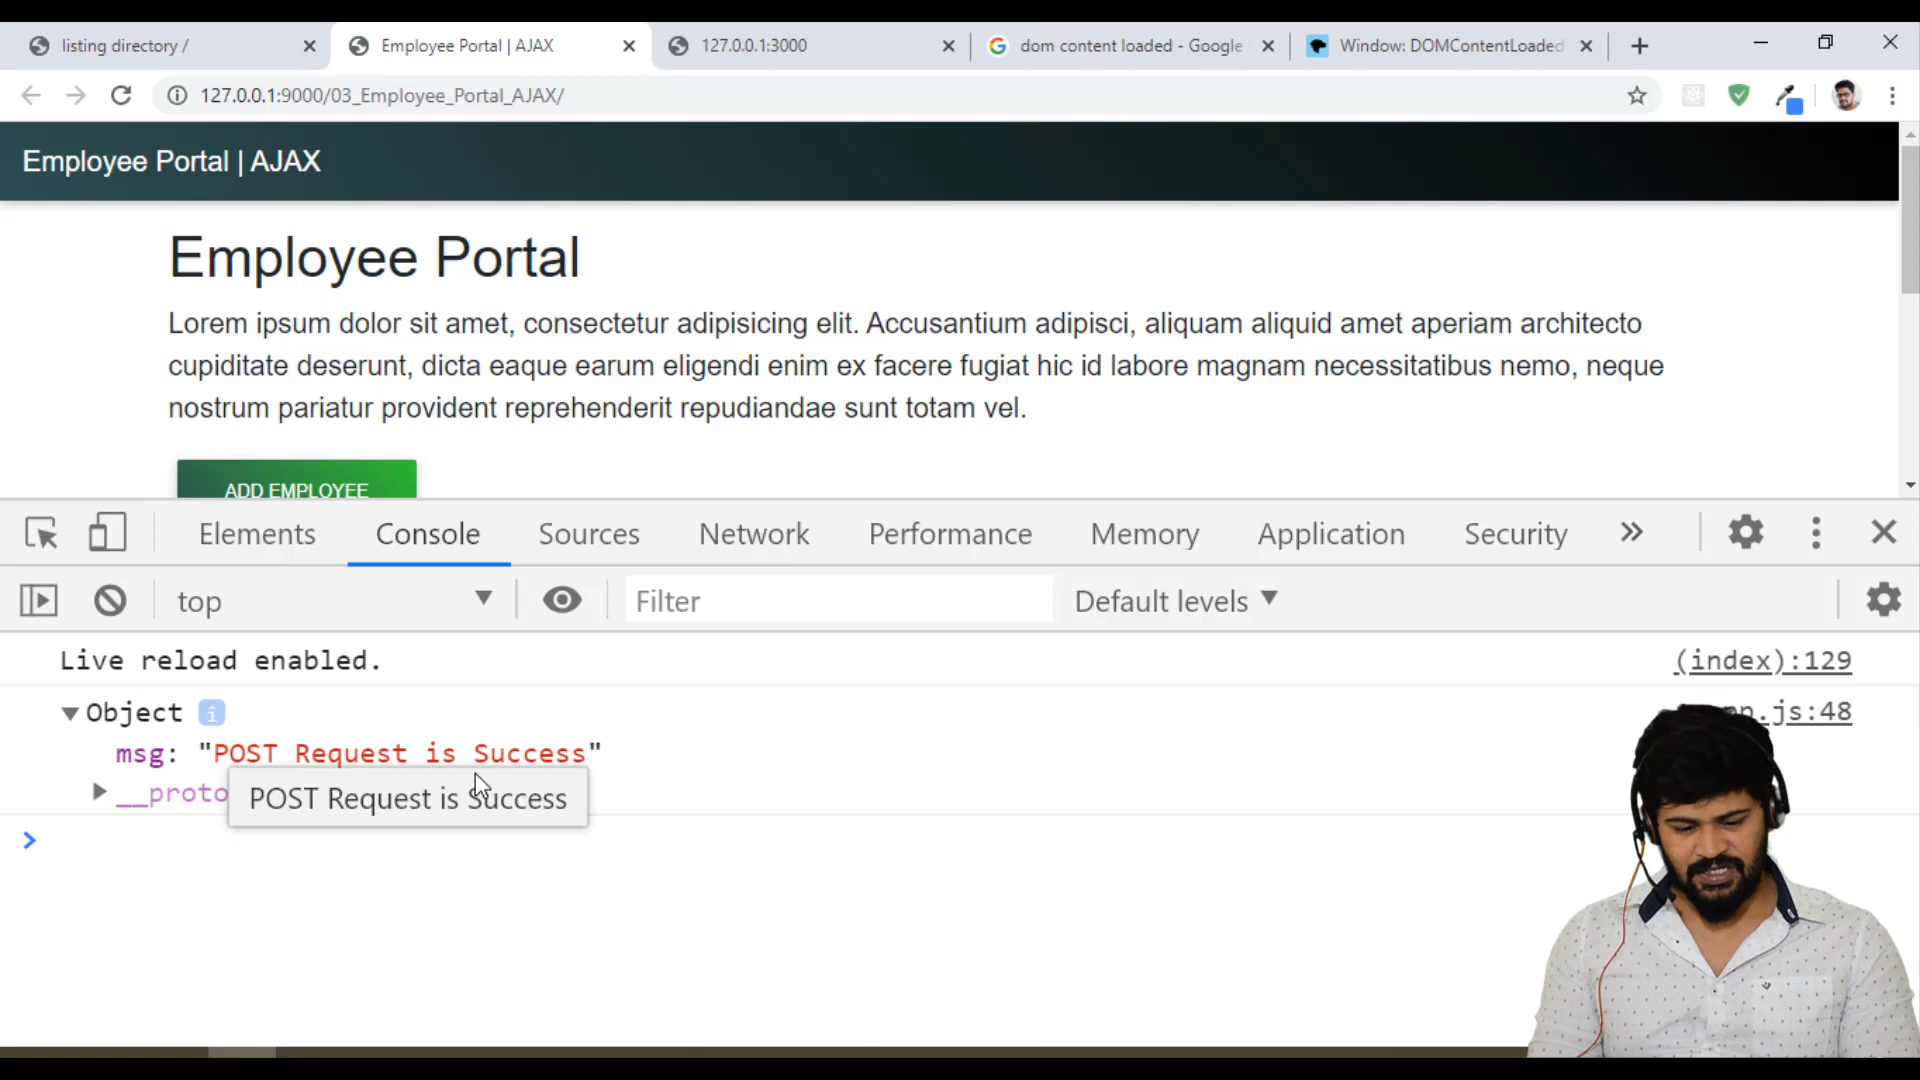 listing directory /
Employee Portal | AJAX
127.0.0.1:3000
dom content loaded - Google
Window: DOMContentLoaded
127.0.0.1:9000/03_Employee_Portal_AJAX/
Employee Portal | AJAX
Employee Portal
Lorem ipsum dolor sit amet, consectetur adipisicing elit. Accusantium adipisci, aliquam aliquid amet aperiam architecto
cupiditate deserunt, dicta eaque earum eligendi enim ex facere fugiat hic id labore magnam necessitatibus nemo, neque
nostrum pariatur provident reprehenderit repudiandae sunt totam vel.
ADD EMPLOYEE
Elements Console Sources Network Performance Memory Application Security
top Filter Default levels
Live reload enabled. (index):129
Object i .js:48
msg: "POST Request is Success"
__proto
POST Request is Success